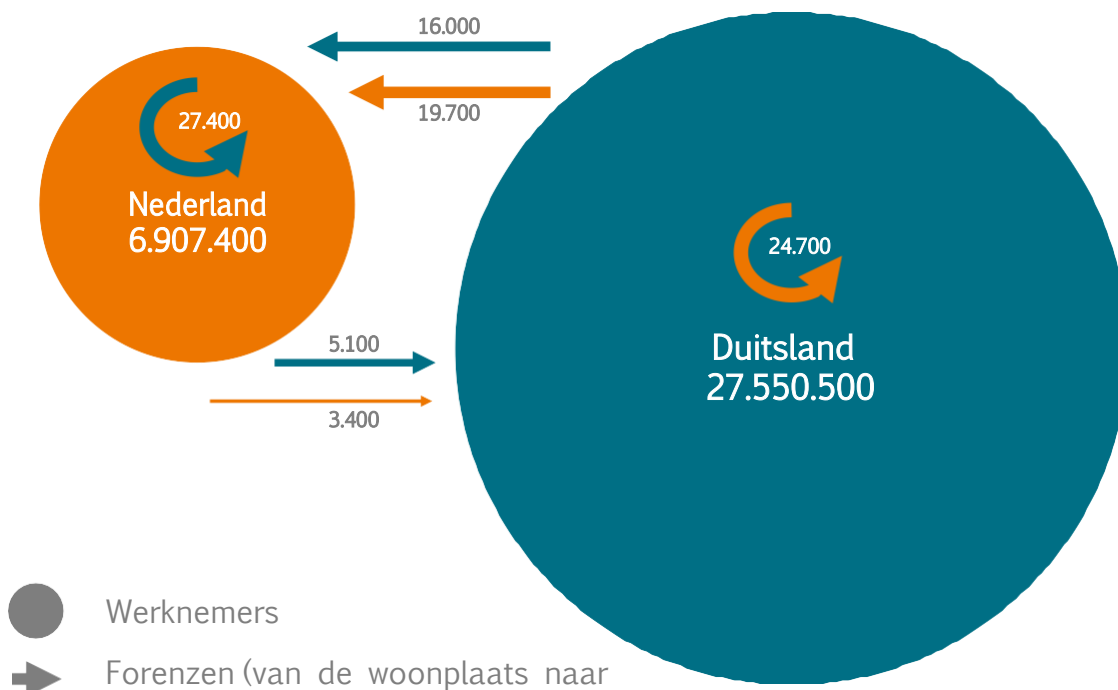 16.000
19.700
27.400
Nederland
6.907.400
24.700
Duitsland
27.550.500
5.100
3.400
Werknemers
Forenzen (van de woonplaats naar